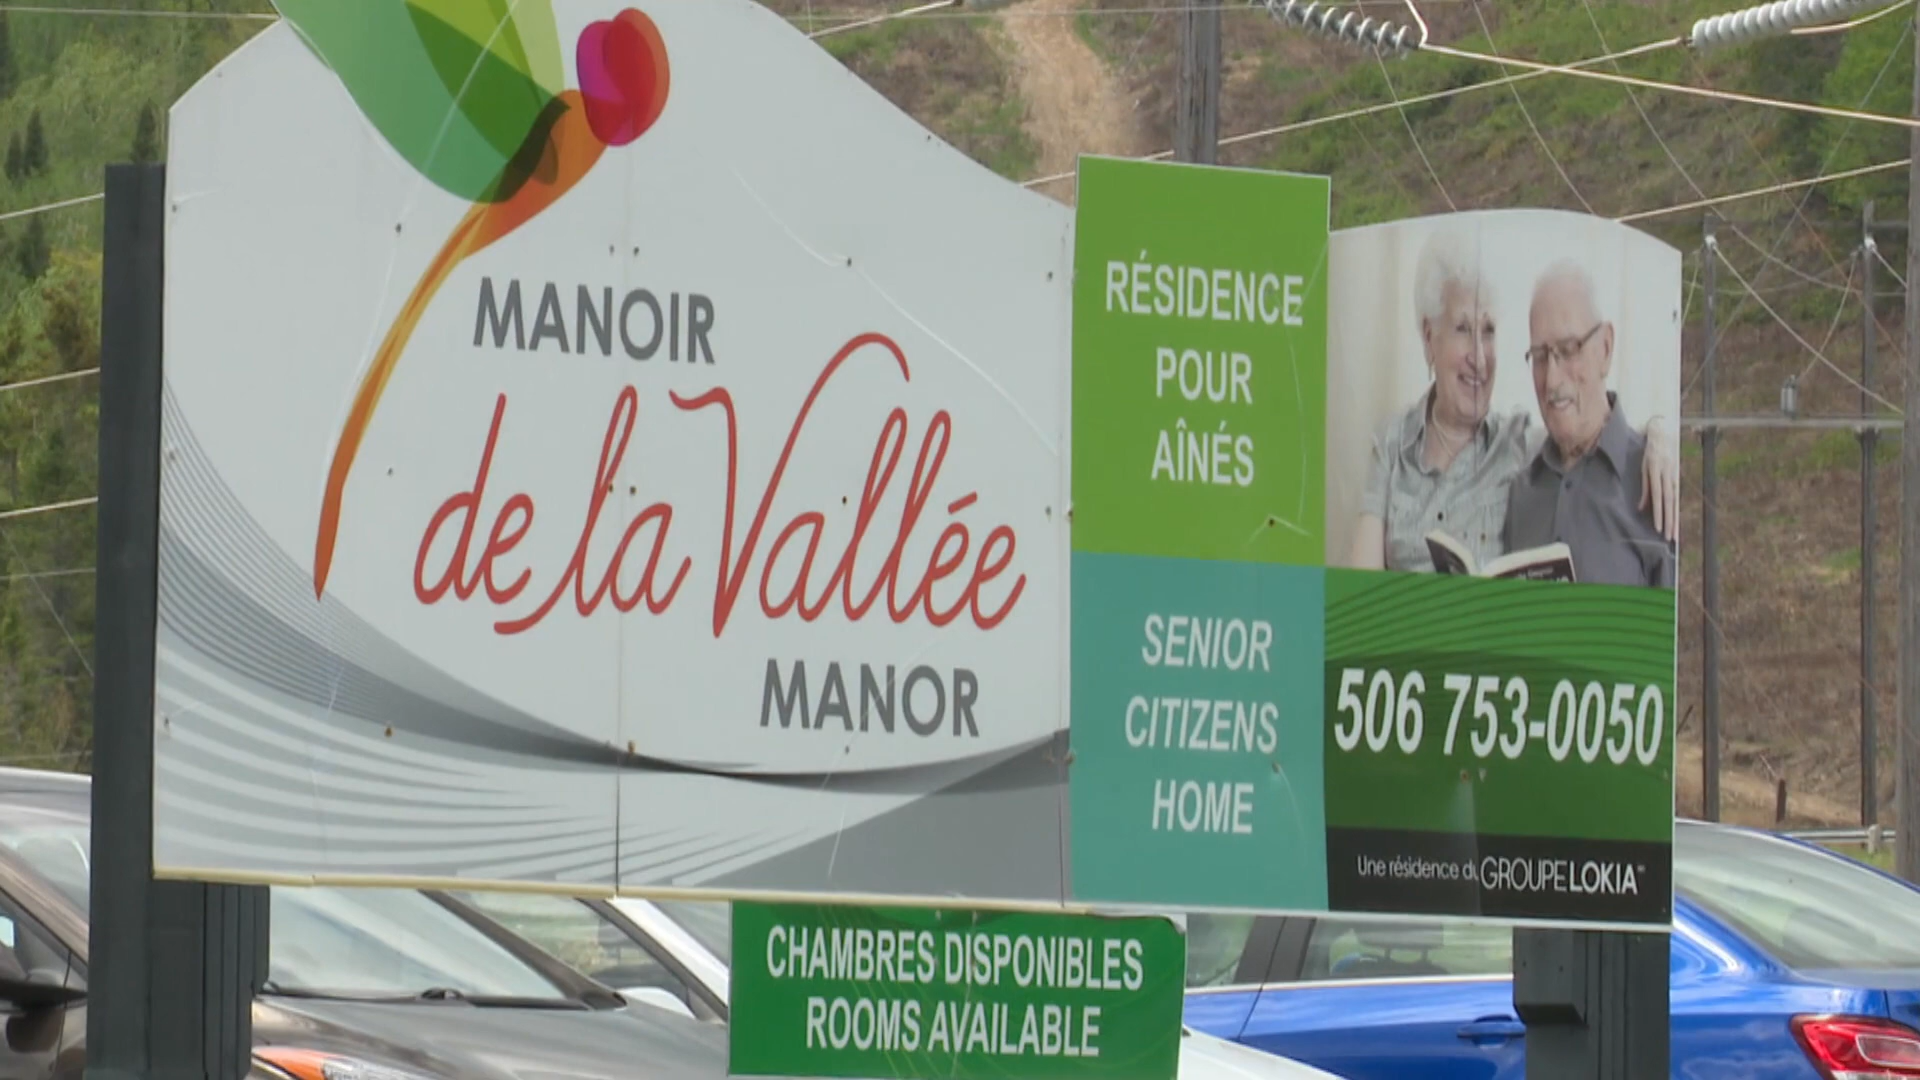 MANOIR
de la Vallée
MANOR
RÉSIDENCE
POUR
AÎNÉS
SENIOR
CITIZENS
HOME
506 753-0050
Une résidence du GROUPE LOKIA
CHAMBRES DISPONIBLES
ROOMS AVAILABLE